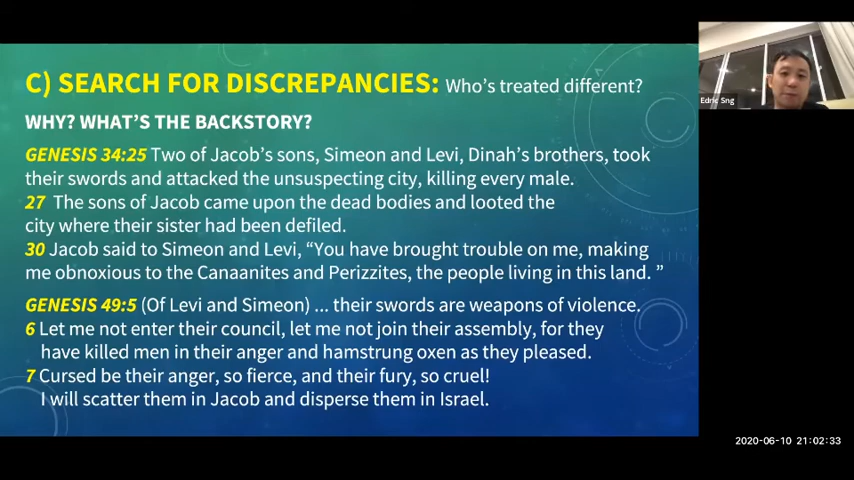 C) SEARCH FOR DISCREPANCIES: Who's treated different?
WHY? WHAT'S THE BACKSTORY?
GENESIS 34:25 Two of Jacob's sons, Simeon and Levi, Dinah's brothers, took
their swords and attacked the unsuspecting city, killing every male.
27 The sons of Jacob came upon the dead bodies and looted the
city where their sister had been defiled.
30 Jacob said to Simeon and Levi, "You have brought trouble on me, making
me obnoxious to the Canaanites and Perizzites, the people living in this land. "
GENESIS 49:5 (Of Levi and Simeon) ... their swords are weapons of violence.
6 Let me not enter their council, let me not join their assembly, for they
have killed men in their anger and hamstrung oxen as they pleased.
7 Cursed be their anger, so fierce, and their fury, so cruel!
I will scatter them in Jacob and disperse them in Israel.
Edric Sng
2020-06-10 21:02:33